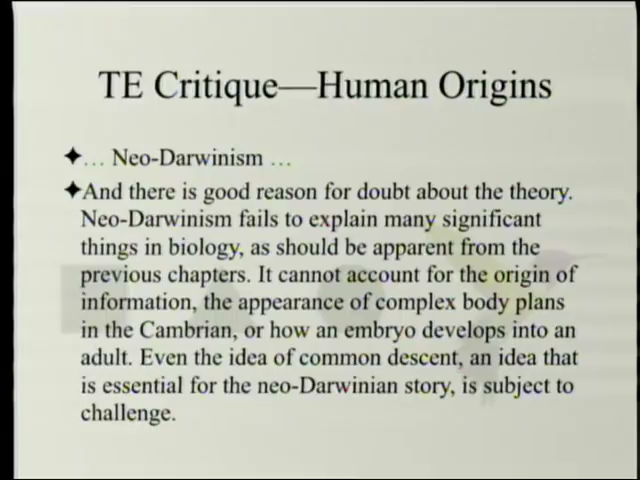 TE Critique—Human Origins
… Neo-Darwinism …
And there is good reason for doubt about the theory.
Neo-Darwinism fails to explain many significant
things in biology, as should be apparent from the
previous chapters. It cannot account for the origin of
information, the appearance of complex body plans
in the Cambrian, or how an embryo develops into an
adult. Even the idea of common descent, an idea that
is essential for the neo-Darwinian story, is subject to
challenge.